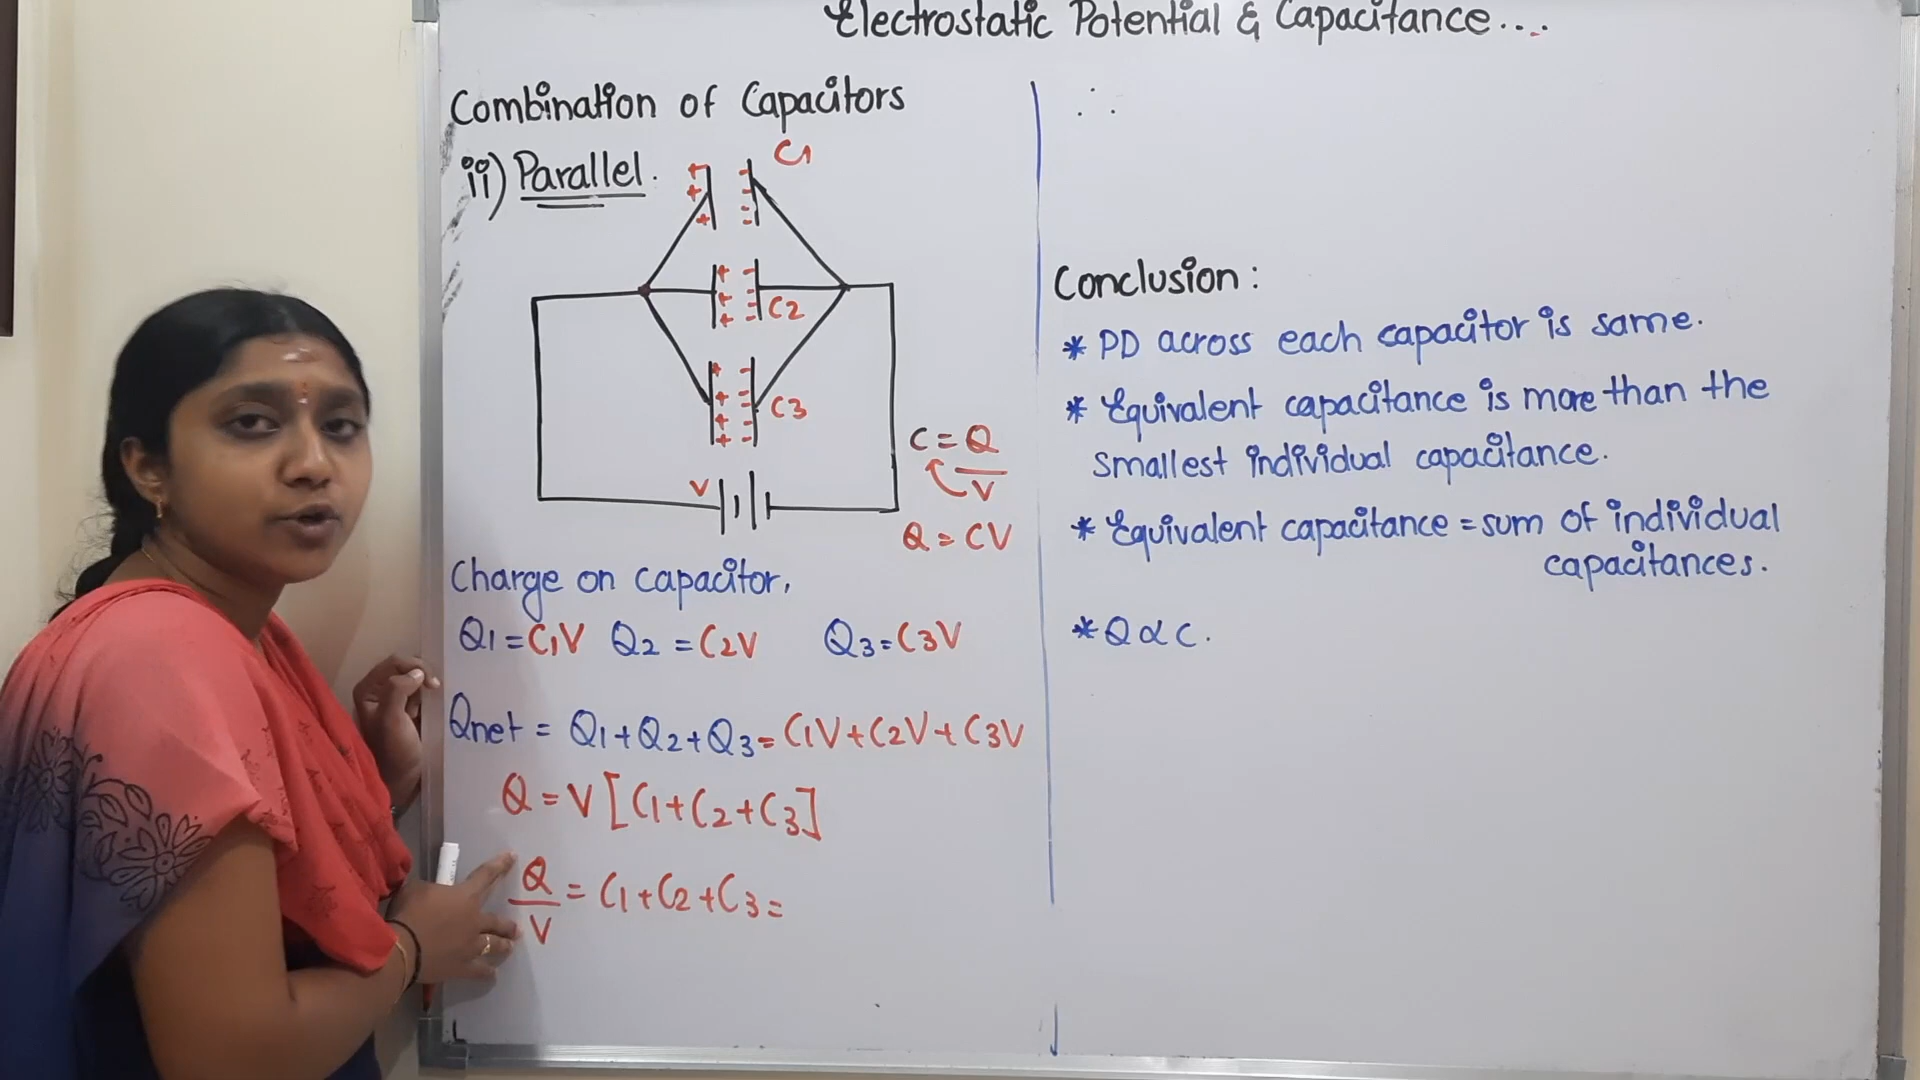 Electrostatic Potential & Capacitance....
Combination of Capacitors
ii) Parallel.
C1
C2
C3
V
C = Q
V
Q = CV
Charge on capacitor,
Q1 = C1V Q2 = C2V Q3 = C3V
Qnet = Q1 + Q2 + Q3 = C1V + C2V + C3V
Q = V [C1 + C2 + C3]
Q
V
= C1 + C2 + C3 =
∴
Conclusion :
* PD across each capacitor is same.
* Equivalent capacitance is more than the
smallest individual capacitance.
* Equivalent capacitance = sum of individual
capacitances.
* Q α C.